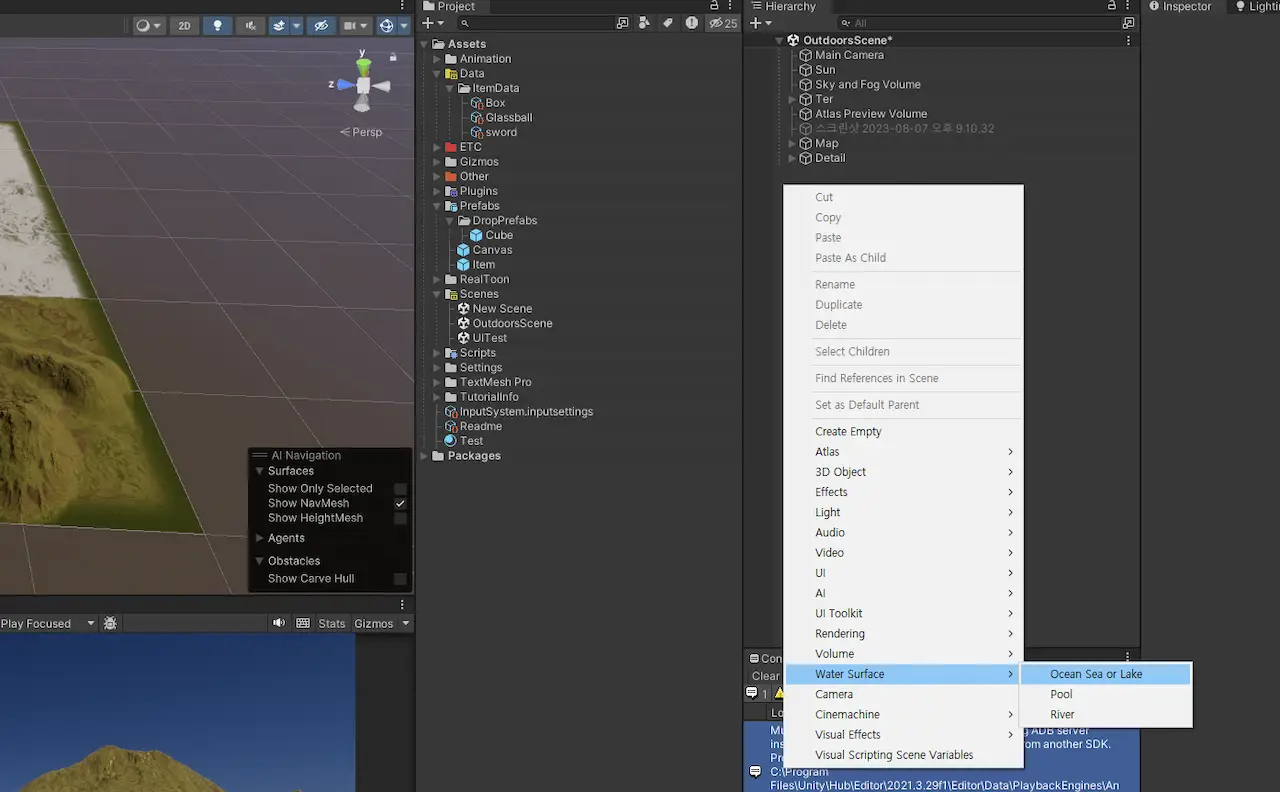 2D
y
z
Persp
AI Navigation
Surfaces
Show Only Selected
Show NavMesh
Show HeightMesh
Agents
Obstacles
Show Carve Hull
Play Focused
Stats
Gizmos
Project
25
Assets
Animation
Data
ItemData
Box
Glassball
sword
ETC
Gizmos
Other
Plugins
Prefabs
DropPrefabs
Cube
Canvas
Item
RealToon
Scenes
New Scene
OutdoorsScene
UITest
Scripts
Settings
TextMesh Pro
TutorialInfo
InputSystem.inputsettings
Readme
Test
Packages
Hierarchy
All
OutdoorsScene*
Main Camera
Sun
Sky and Fog Volume
Ter
Atlas Preview Volume
스크린샷 2023-08-07 오후 9.10.32
Map
Detail
Cut
Copy
Paste
Paste As Child
Rename
Duplicate
Delete
Select Children
Find References in Scene
Set as Default Parent
Create Empty
Atlas
3D Object
Effects
Light
Audio
Video
UI
AI
UI Toolkit
Rendering
Volume
Water Surface
Camera
Cinemachine
Visual Effects
Visual Scripting Scene Variables
Ocean Sea or Lake
Pool
River
Con
Clear
1
Lo
Mu
ADB server
ins
om another SDK.
Pro
C:\Program
Files\Unity\Hub\Editor\2021.3.29f1\Editor\Data\PlaybackEngines\An
Inspector
Lighti